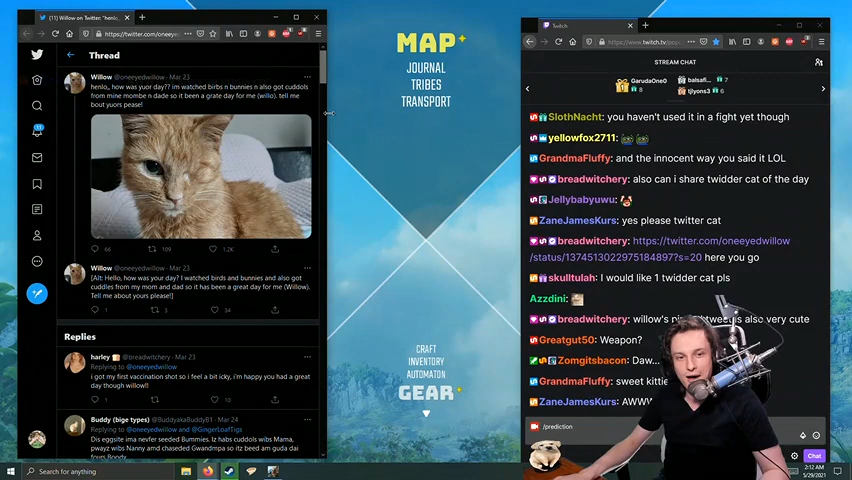 (11) Willow on Twitter: "henlo,
https://twitter.com/oneeyed
Thread
Willow @oneeyedwillow · Mar 23
henlo,, how was yuor day?? im watched birbs n bunnies n also got cuddols
from mine mombe n dade so it been a grate day for me (willo). tell me
bout yuors pease!
66 109 1.2K
Willow @oneeyedwillow · Mar 23
[Alt: Hello, how was your day? I watched birds and bunnies and also got
cuddles from my mom and dad so it has been a great day for me (Willow).
Tell me about yours please!]
1 3 34
Replies
harley @breadwitchery · Mar 23
Replying to @oneeyedwillow
i got my first vaccination shot so i feel a bit icky, i'm happy you had a great
day though willow!!
1 10
Buddy (bige types) @BuddyakaBuddyB1 · Mar 24
Replying to @oneeyedwillow and @GingerLoafTigs
Dis eggsite ima nevfer seeded Bummies. Iz habs cuddols wibs Mama,
pwayz wibs Nanny amd chaseded Gwandmpa so itz beed am guda dai
fours Boody
11
MAP
JOURNAL
TRIBES
TRANSPORT
CRAFT
INVENTORY
AUTOMATON
GEAR
Twitch
https://www.twitch.tv/pop
STREAM CHAT
GarudaOne0
8
balsafi... 7
tjlyons3 6
SlothNacht: you haven't used it in a fight yet though
yellowfox2711:
GrandmaFluffy: and the innocent way you said it LOL
breadwitchery: also can i share twidder cat of the day
Jellybabyuwu:
ZaneJamesKurs: yes please twitter cat
breadwitchery: https://twitter.com/oneeyedwillow
/status/1374513022975184897?s=20 here you go
skulltulah: I would like 1 twidder cat pls
Azzdini:
breadwitchery: willow's pi tweet is also very cute
Greatgut50: Weapon?
Zomgitsbacon: Daw...
GrandmaFluffy: sweet kittie
ZaneJamesKurs: AWWW
/prediction
Chat
Search for anything
2:12 AM
5/29/2021